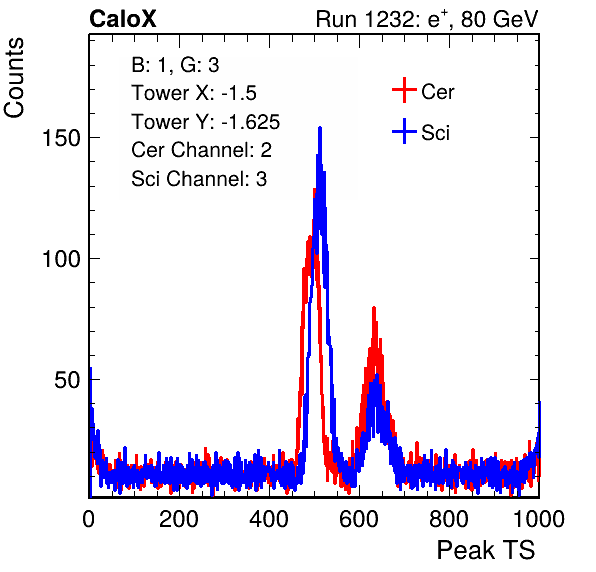 CaloX Run 1232: e⁺, 80 GeV
Counts
B: 1, G: 3
Tower X: -1.5
Tower Y: -1.625
Cer Channel: 2
Sci Channel: 3
Cer
Sci
150
100
50
0 200 400 600 800 1000
Peak TS